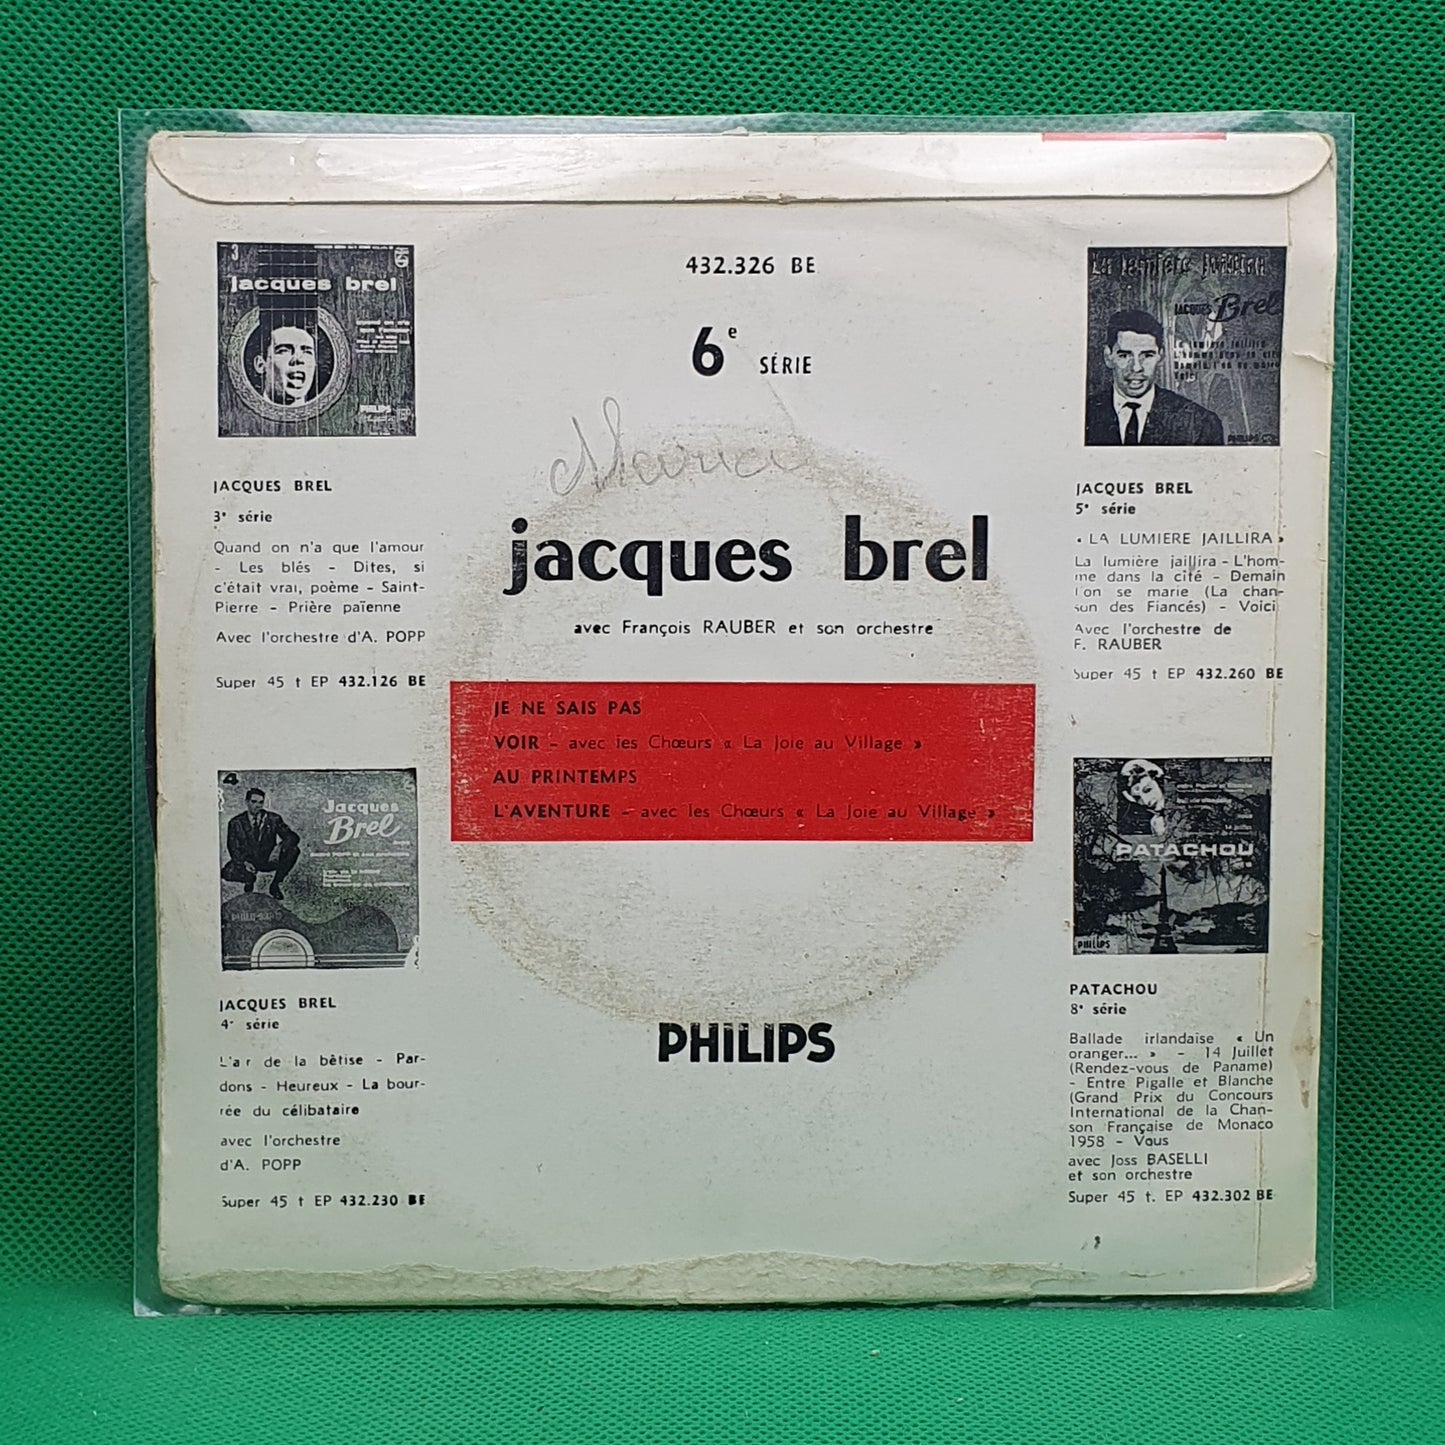 432.326 BE
6e SÉRIE
jacques brel
avec François RAUBER et son orchestre
JE NE SAIS PAS
VOIR - avec les Chœurs « La Joie au Village »
AU PRINTEMPS
L'AVENTURE - avec les Chœurs « La Joie au Village »
PHILIPS
3
jacques brel
PHILIPS
JACQUES BREL
3e série
Quand on n'a que l'amour
- Les blés - Dites, si
c'était vrai, poème - Saint-
Pierre - Prière païenne
Avec l'orchestre d'A. POPP
Super 45 t EP 432.126 BE
4
Jacques
Brel
JACQUES BREL
4e série
L'air de la bêtise - Par-
dons - Heureux - La bour-
rée du célibataire
avec l'orchestre
d'A. POPP
Super 45 t EP 432.230 BE
La lumière jaillira
JACQUES Brel
PHILIPS
JACQUES BREL
5e série
« LA LUMIERE JAILLIRA »
La lumière jaillira - L'hom-
me dans la cité - Demain
l'on se marie (La chan-
son des Fiancés) - Voici
Avec l'orchestre de
F. RAUBER
Super 45 t EP 432.260 BE
PATACHOU
PHILIPS
PATACHOU
8e série
Ballade irlandaise « Un
oranger... » - 14 Juillet
(Rendez-vous de Paname)
- Entre Pigalle et Blanche
(Grand Prix du Concours
International de la Chan-
son Française de Monaco
1958 - Vous
avec Joss BASELLI
et son orchestre
Super 45 t. EP 432.302 BE